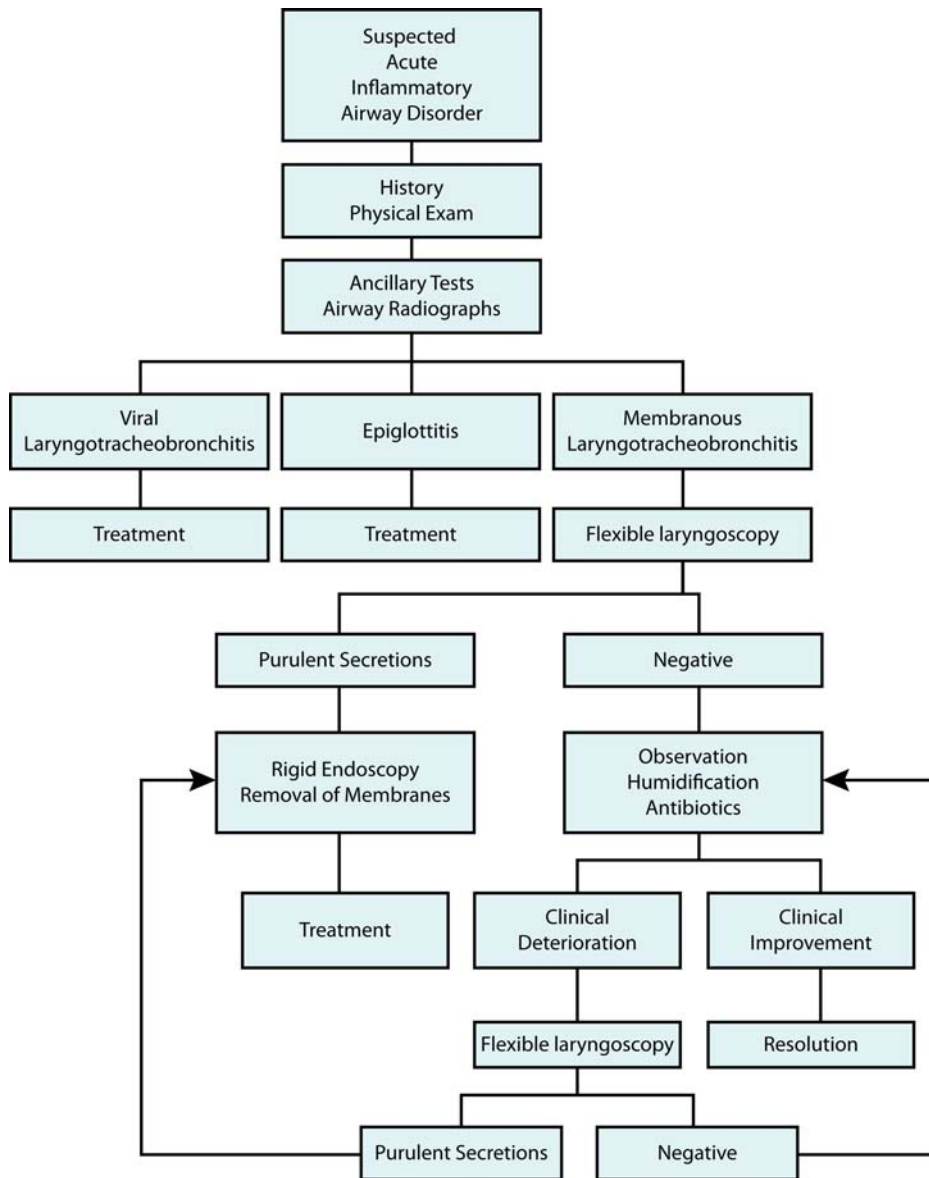 Suspected
Acute
Inflammatory
Airway Disorder
History
Physical Exam
Ancillary Tests
Airway Radiographs
Viral
Laryngotracheobronchitis
Epiglottitis
Membranous
Laryngotracheobronchitis
Treatment
Treatment
Flexible laryngoscopy
Purulent Secretions
Negative
Rigid Endoscopy
Removal of Membranes
Observation
Humidification
Antibiotics
Treatment
Clinical
Deterioration
Clinical
Improvement
Flexible laryngoscopy
Resolution
Purulent Secretions
Negative